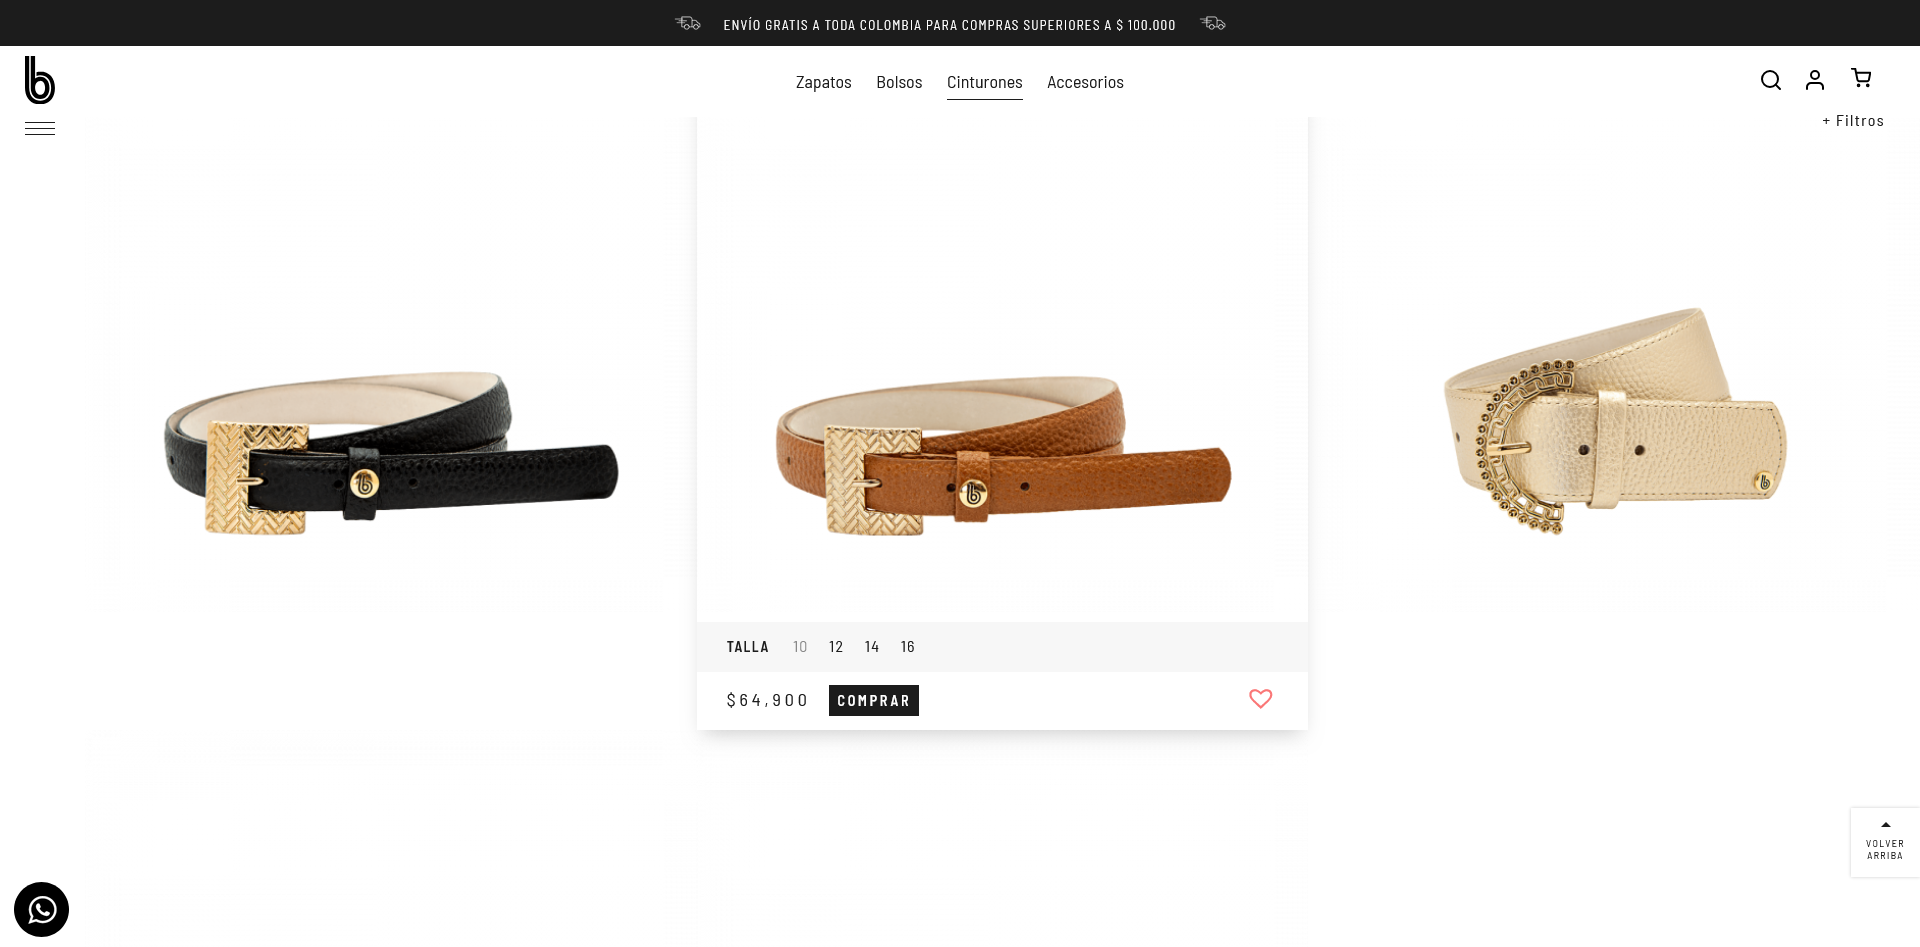 ENVÍO GRATIS A TODA COLOMBIA PARA COMPRAS SUPERIORES A $ 100.000
b
Zapatos Bolsos Cinturones Accesorios
+ Filtros
b
b
b
TALLA 10 12 14 16
$64,900 COMPRAR
VOLVER
ARRIBA